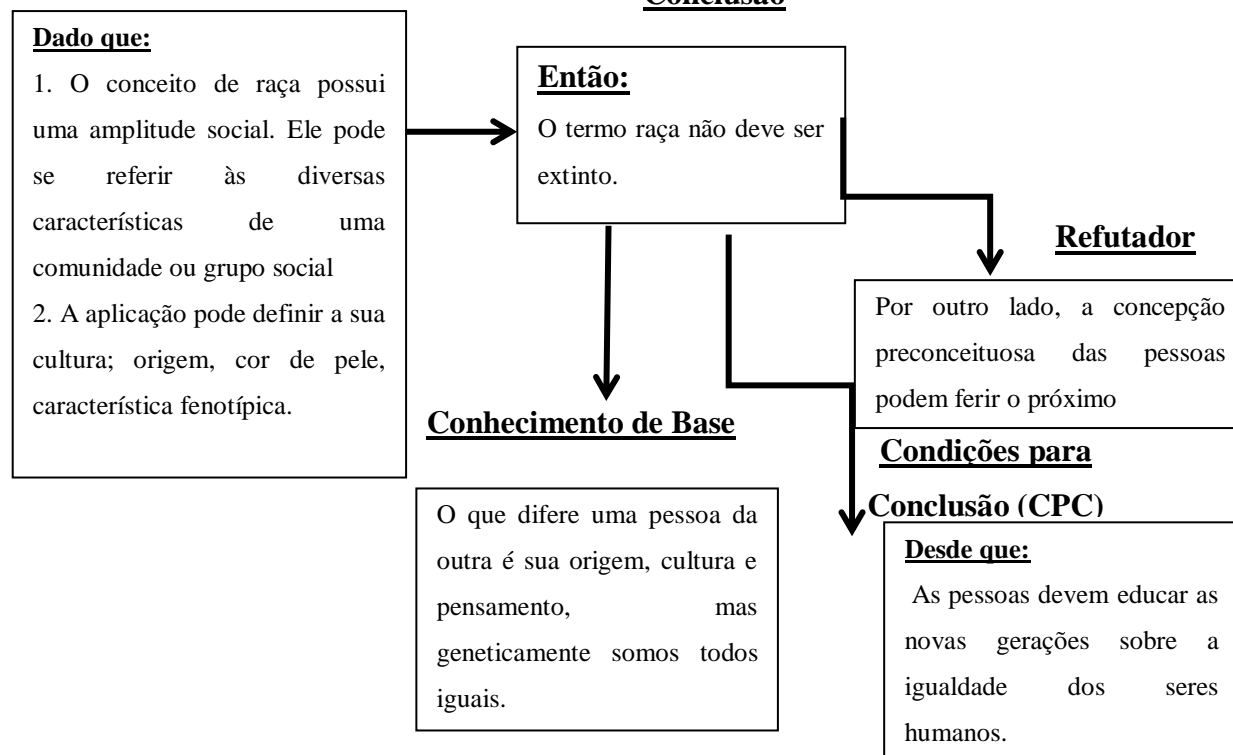 Conclusão
Dado que:
1. O conceito de raça possui
uma amplitude social. Ele pode
se referir às diversas
características de uma
comunidade ou grupo social
2. A aplicação pode definir a sua
cultura; origem, cor de pele,
característica fenotípica.
Então:
O termo raça não deve ser
extinto.
Refutador
Por outro lado, a concepção
preconceituosa das pessoas
podem ferir o próximo
Conhecimento de Base
O que difere uma pessoa da
outra é sua origem, cultura e
pensamento, mas
geneticamente somos todos
iguais.
Condições para
Conclusão (CPC)
Desde que:
As pessoas devem educar as
novas gerações sobre a
igualdade dos seres
humanos.